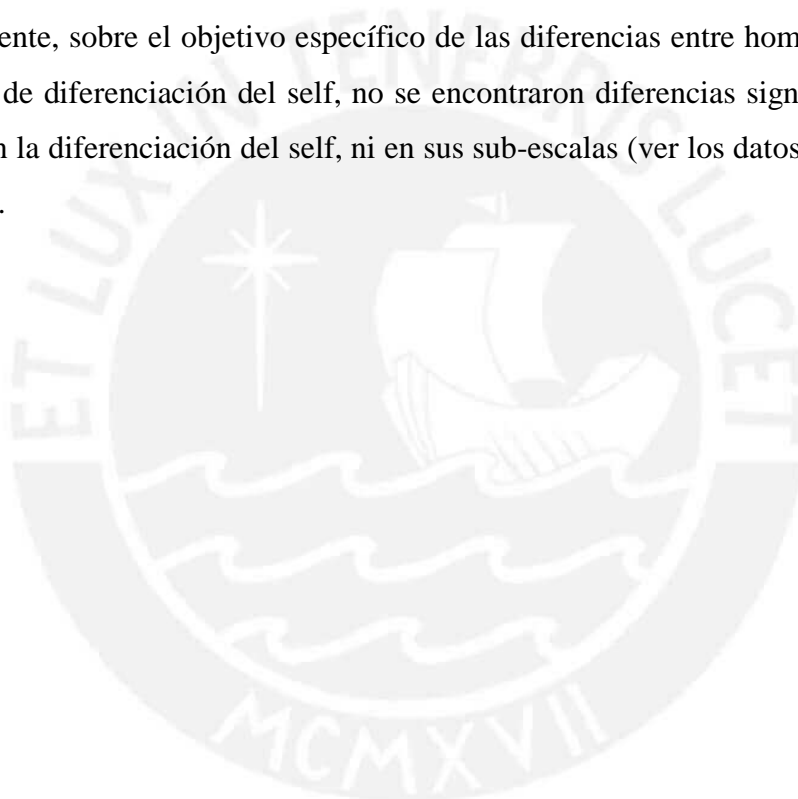 ente, sobre el objetivo específico de las diferencias entre hom
de diferenciación del self, no se encontraron diferencias sign
n la diferenciación del self, ni en sus sub-escalas (ver los datos
.
ET LUX IN TENEBRIS LUCET
MCMXVII